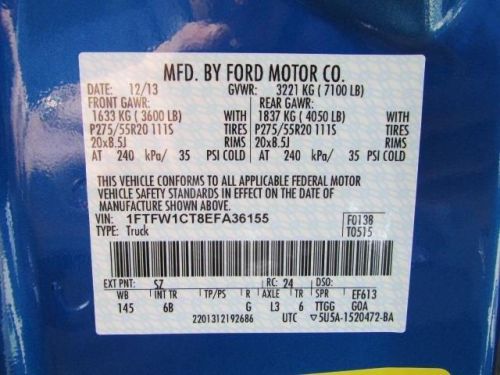 MFD. BY FORD MOTOR CO.
DATE: 12/13 GVWR: 3221 KG ( 7100 LB)
FRONT GAWR: REAR GAWR:
1633 KG ( 3600 LB) WITH 1837 KG ( 4050 LB) WITH
P275/55R20 111S TIRES P275/55R20 111S TIRES
20x8.5J RIMS 20x8.5J RIMS
AT 240 kPa/ 35 PSI COLD AT 240 kPa/ 35 PSI COLD
THIS VEHICLE CONFORMS TO ALL APPLICABLE FEDERAL MOTOR
VEHICLE SAFETY STANDARDS IN EFFECT ON THE DATE OF
MANUFACTURE SHOWN ABOVE.
VIN: 1FTFW1CT8EFA36155 F0138
TYPE: Truck T0515
EXT PNT: SZ RC: 24 DSO:
WB INT TR TP/PS R AXLE TR SPR EF613
145 6B G L3 6 TTGG G0A
2201312192686 UTC ▽5U5A-1520472-BA